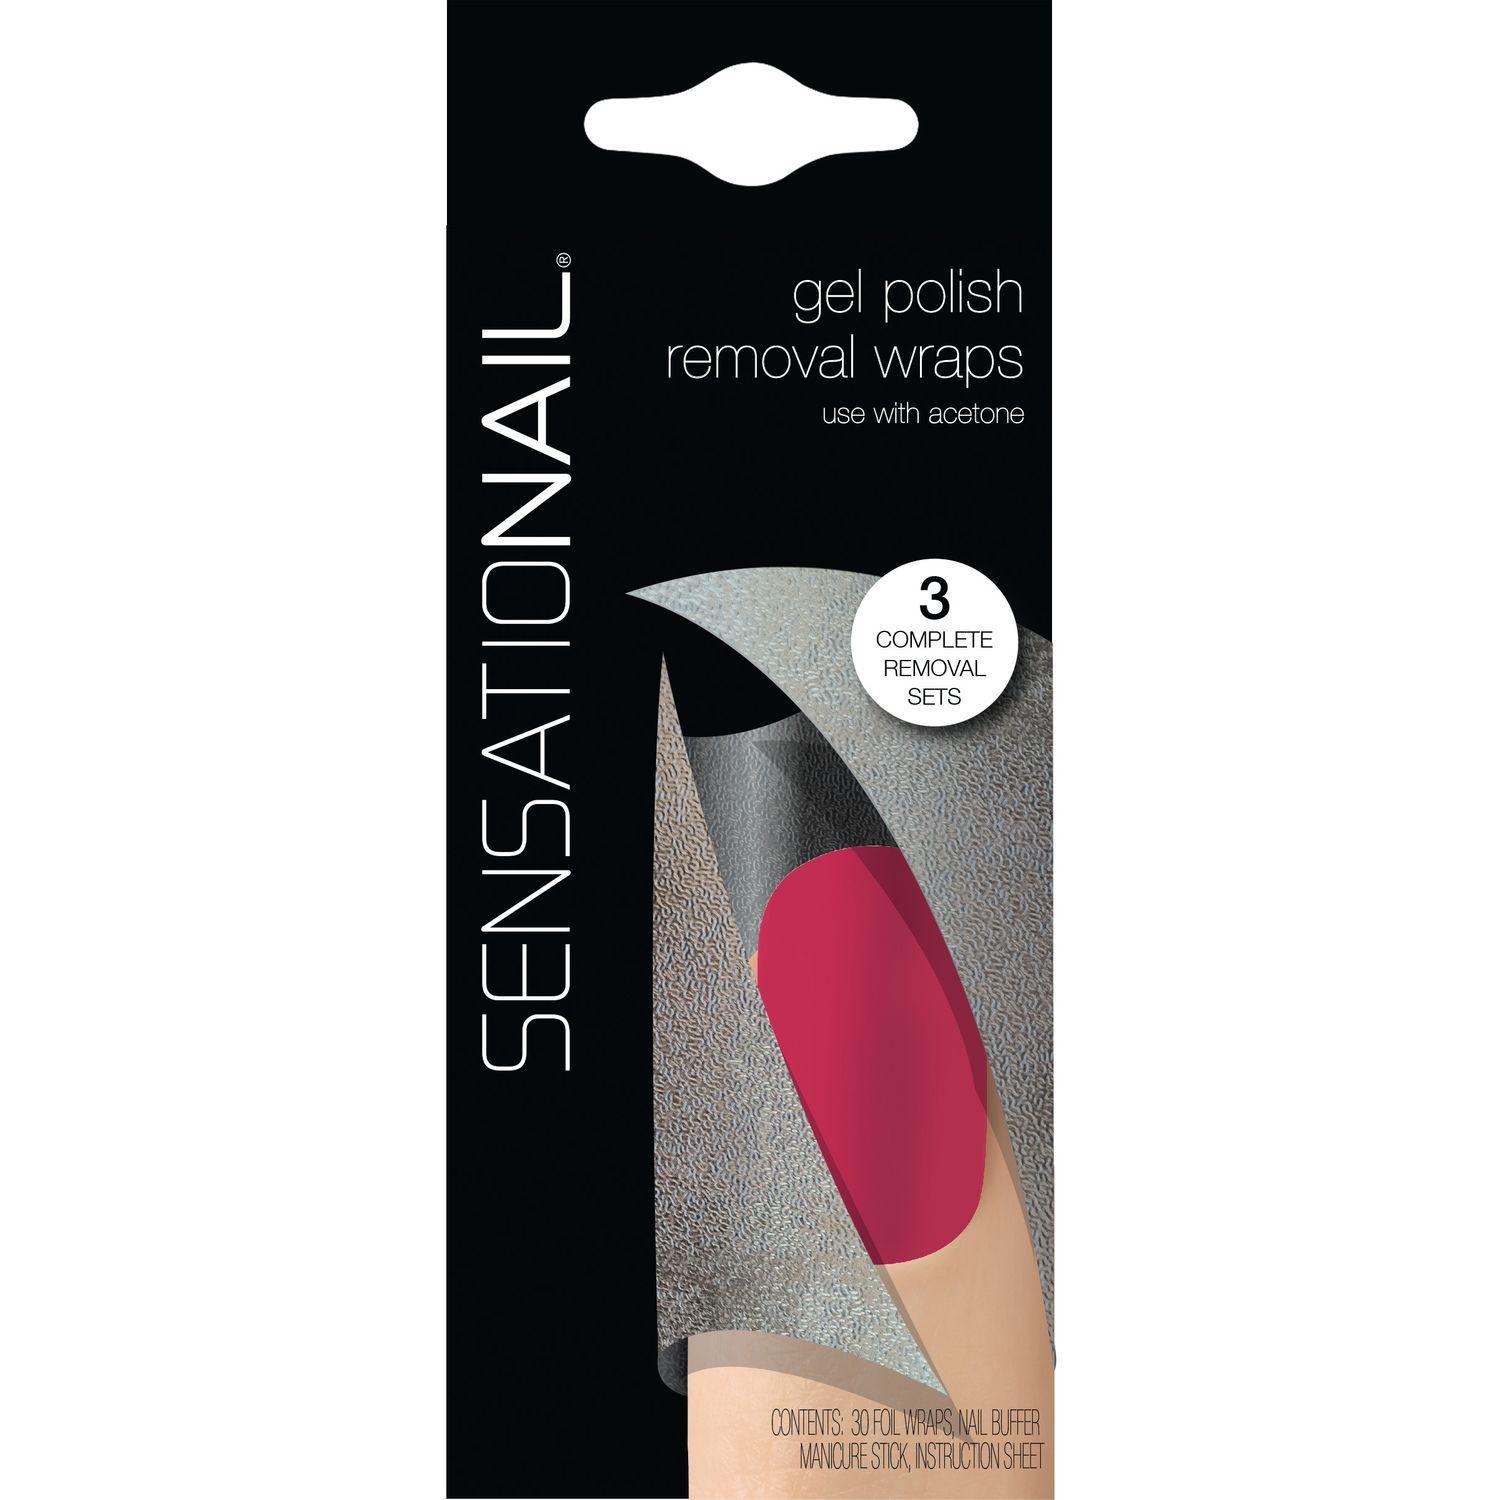 SENSATIONAIL®
gel polish
removal wraps
use with acetone
3
COMPLETE
REMOVAL
SETS
CONTENTS: 30 FOIL WRAPS, NAIL BUFFER
MANICURE STICK, INSTRUCTION SHEET